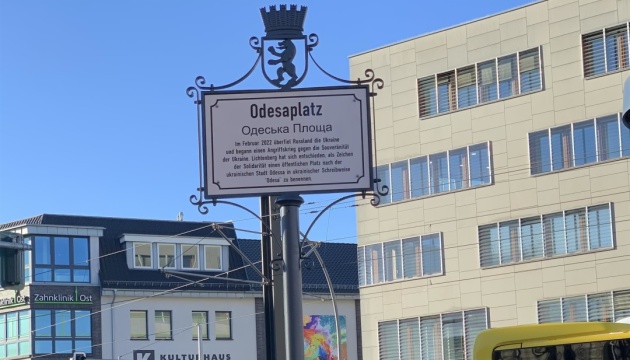 Odesaplatz
Одеська Площа
Im Februar 2022 überfiel Russland die Ukraine
und begann einen Angriffskrieg gegen die Souveränität
der Ukraine. Lichtenberg hat sich entschieden, als Zeichen
der Solidarität einen öffentlichen Platz nach der
ukrainischen Stadt Odessa in ukrainischer Schreibweise
"Odesa" zu benennen.
Zahnklinik Ost
KULTURHAUS